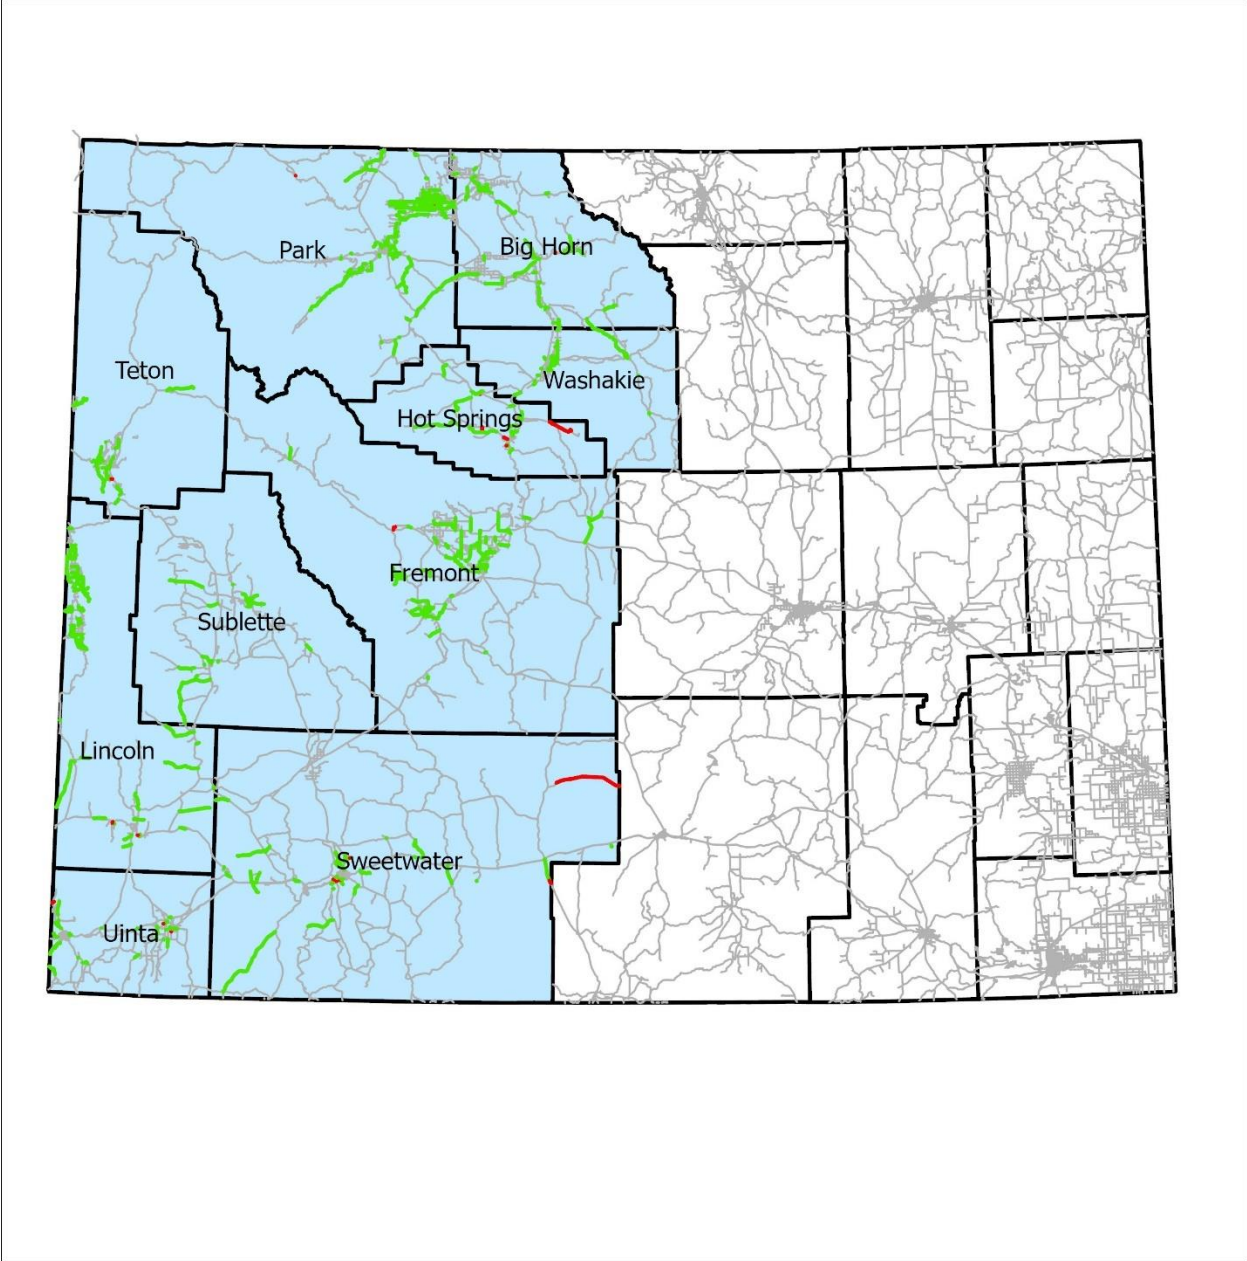 Park
Big Horn
Teton
Washakie
Hot Springs
Fremont
Sublette
Lincoln
Sweetwater
Uinta